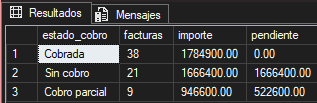 Resultados Mensajes
estado_cobro facturas importe pendiente
1 Cobrada 38 1784900.00 0.00
2 Sin cobro 21 1666400.00 1666400.00
3 Cobro parcial 9 946600.00 522600.00